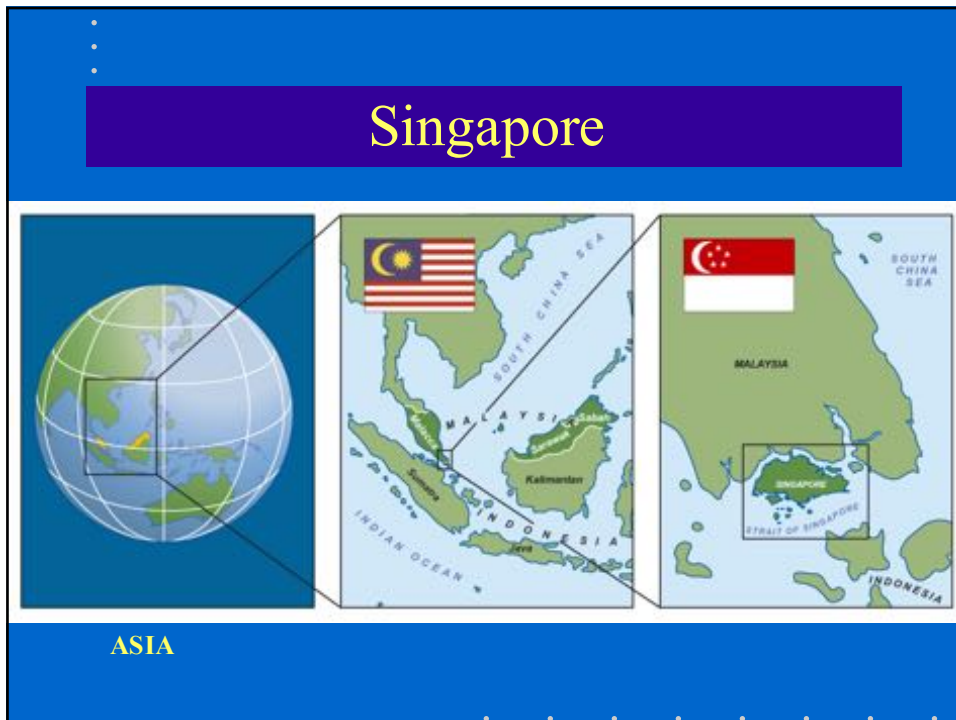 Singapore
SOUTH CHINA SEA
MALAYSIA
Malacca
Sarawak
Sabah
Sumatra
Kalimantan
INDONESIA
Java
INDIAN OCEAN
SOUTH
CHINA
SEA
MALAYSIA
SINGAPORE
STRAIT OF SINGAPORE
INDONESIA
ASIA